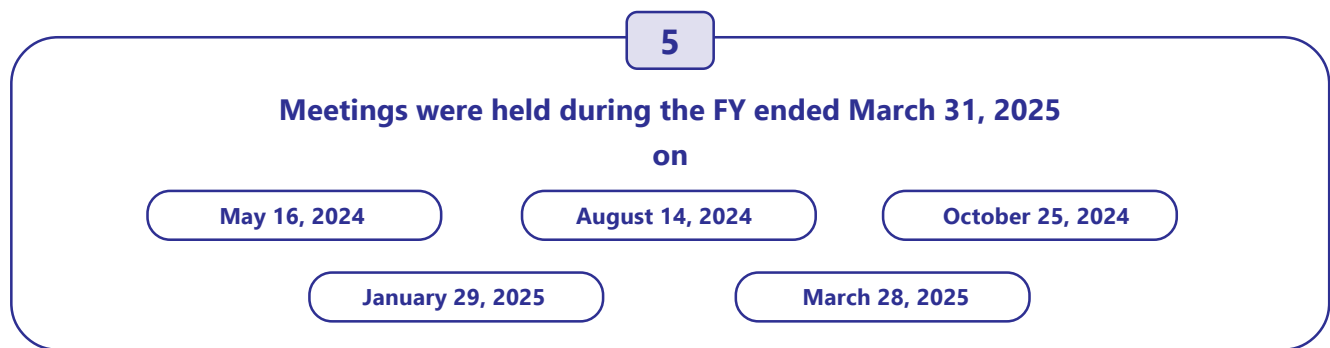 5
Meetings were held during the FY ended March 31, 2025
on
May 16, 2024
August 14, 2024
October 25, 2024
January 29, 2025
March 28, 2025